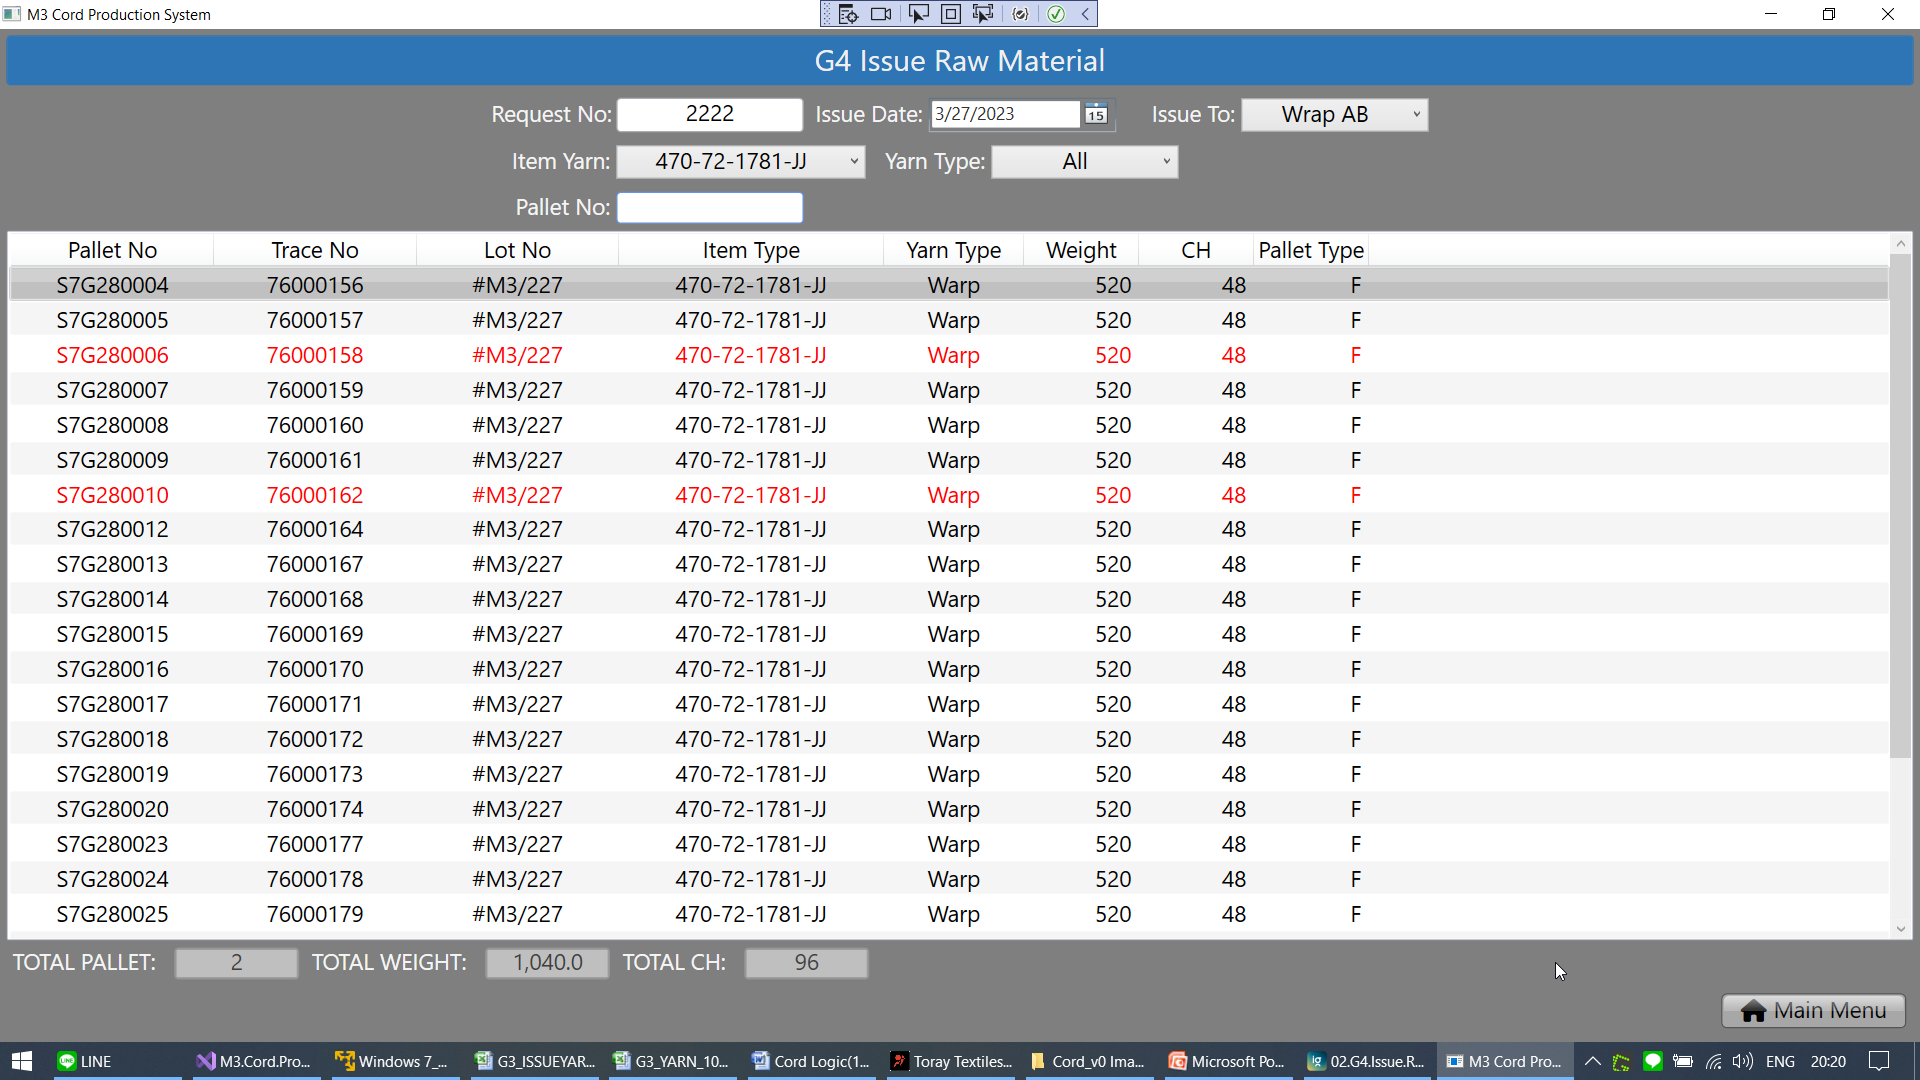 M3 Cord Production System
G4 Issue Raw Material
Request No: 2222 Issue Date: 3/27/2023 15 Issue To: Wrap AB
Item Yarn: 470-72-1781-JJ Yarn Type: All
Pallet No:
Pallet No Trace No Lot No Item Type Yarn Type Weight CH Pallet Type
S7G280004 76000156 #M3/227 470-72-1781-JJ Warp 520 48 F
S7G280005 76000157 #M3/227 470-72-1781-JJ Warp 520 48 F
S7G280006 76000158 #M3/227 470-72-1781-JJ Warp 520 48 F
S7G280007 76000159 #M3/227 470-72-1781-JJ Warp 520 48 F
S7G280008 76000160 #M3/227 470-72-1781-JJ Warp 520 48 F
S7G280009 76000161 #M3/227 470-72-1781-JJ Warp 520 48 F
S7G280010 76000162 #M3/227 470-72-1781-JJ Warp 520 48 F
S7G280012 76000164 #M3/227 470-72-1781-JJ Warp 520 48 F
S7G280013 76000167 #M3/227 470-72-1781-JJ Warp 520 48 F
S7G280014 76000168 #M3/227 470-72-1781-JJ Warp 520 48 F
S7G280015 76000169 #M3/227 470-72-1781-JJ Warp 520 48 F
S7G280016 76000170 #M3/227 470-72-1781-JJ Warp 520 48 F
S7G280017 76000171 #M3/227 470-72-1781-JJ Warp 520 48 F
S7G280018 76000172 #M3/227 470-72-1781-JJ Warp 520 48 F
S7G280019 76000173 #M3/227 470-72-1781-JJ Warp 520 48 F
S7G280020 76000174 #M3/227 470-72-1781-JJ Warp 520 48 F
S7G280023 76000177 #M3/227 470-72-1781-JJ Warp 520 48 F
S7G280024 76000178 #M3/227 470-72-1781-JJ Warp 520 48 F
S7G280025 76000179 #M3/227 470-72-1781-JJ Warp 520 48 F
TOTAL PALLET: 2 TOTAL WEIGHT: 1,040.0 TOTAL CH: 96
Main Menu
LINE M3.Cord.Pro... Windows 7_... G3_ISSUEYAR... G3_YARN_10... Cord Logic(1... Toray Textiles... Cord_v0 Ima... Microsoft Po... 02.G4.Issue.R... M3 Cord Pro... ENG 20:20